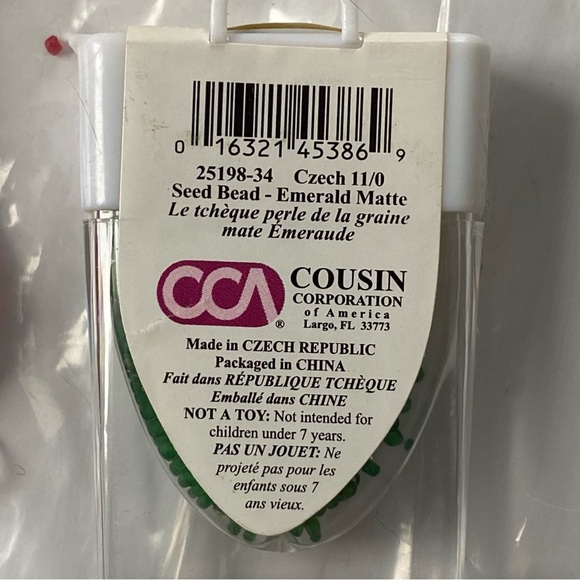 0 16321 45386 9
25198-34 Czech 11/0
Seed Bead - Emerald Matte
Le tchèque perle de la graine
mate Émeraude
CCA ®
COUSIN
CORPORATION
of America
Largo, FL 33773
Made in CZECH REPUBLIC
Packaged in CHINA
Fait dans RÉPUBLIQUE TCHÈQUE
Emballé dans CHINE
NOT A TOY: Not intended for
children under 7 years.
PAS UN JOUET: Ne
projeté pas pour les
enfants sous 7
ans vieux.